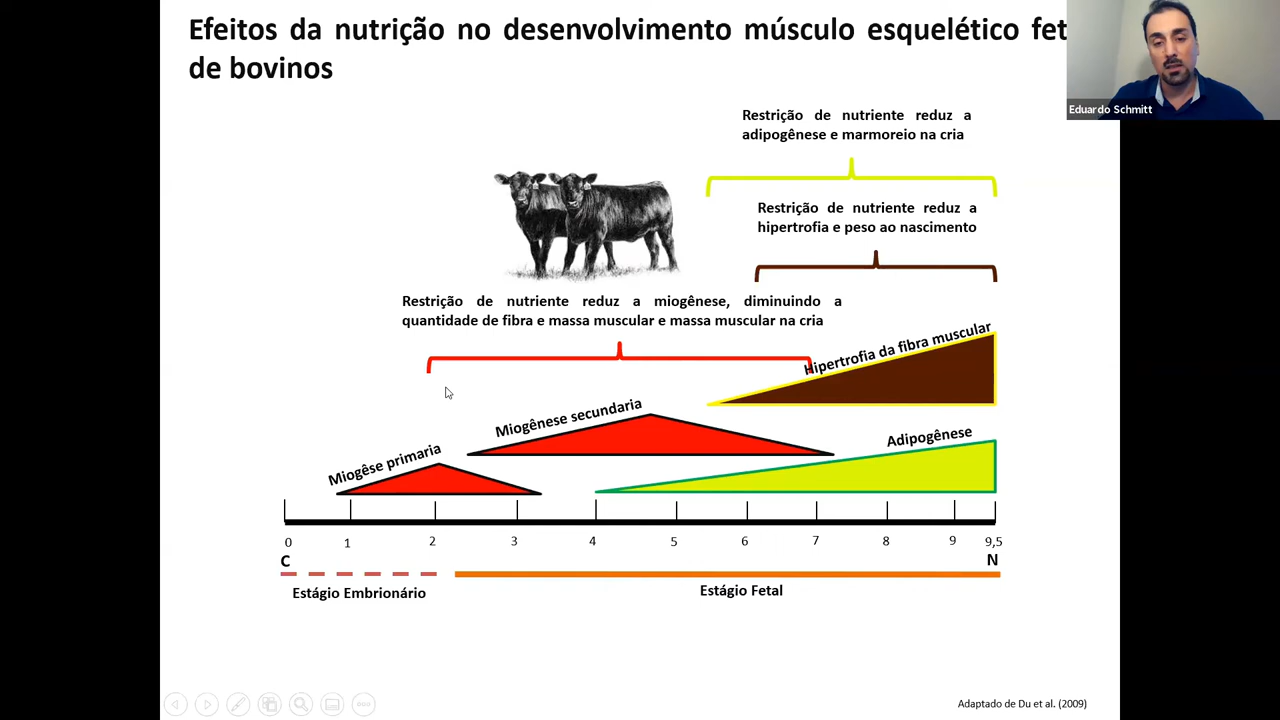 Efeitos da nutrição no desenvolvimento músculo esquelético fet
de bovinos
Eduardo Schmitt
Restrição de nutriente reduz a
adipogênese e marmoreio na cria
Restrição de nutriente reduz a
hipertrofia e peso ao nascimento
Restrição de nutriente reduz a miogênese, diminuindo a
quantidade de fibra e massa muscular e massa muscular na cria
Hipertrofia da fibra muscular
Miogênese secundaria
Adipogênese
Miogêse primaria
0 1 2 3 4 5 6 7 8 9 9,5
C N
Estágio Embrionário
Estágio Fetal
Adaptado de Du et al. (2009)